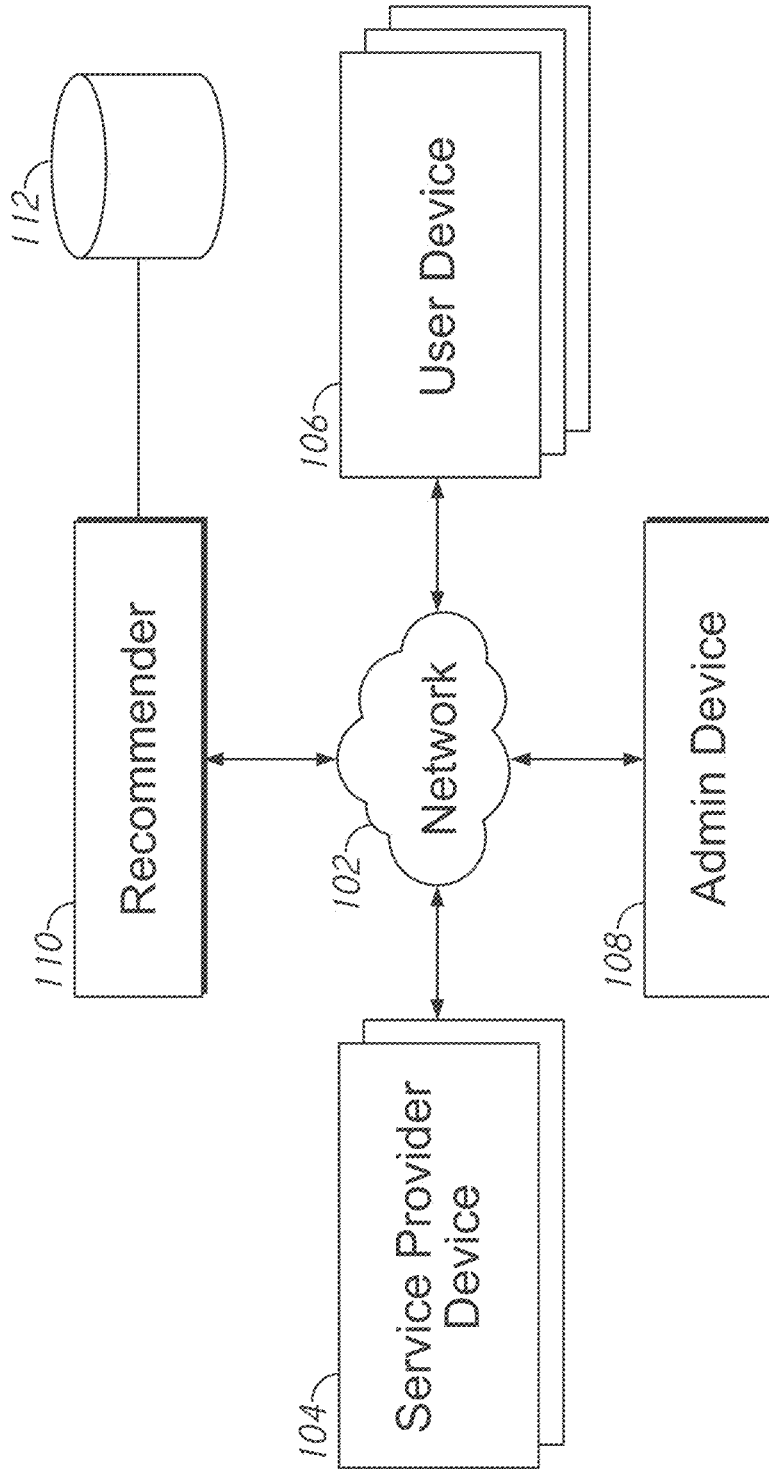 110
Recommender
112
104
Service Provider
Device
102
Network
106
User Device
108
Admin Device